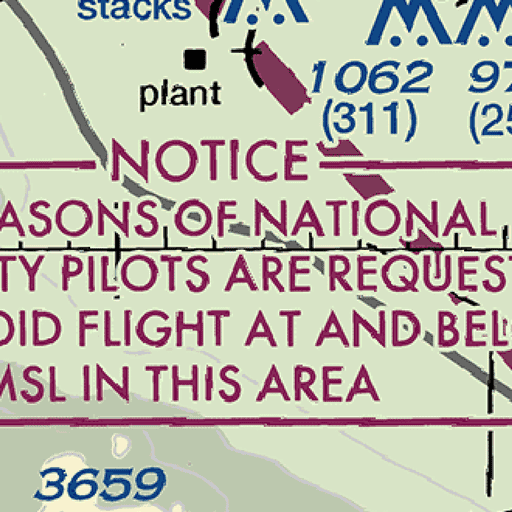 stacks
plant
1062
(311)
97
(25
NOTICE
ASONS OF NATIONAL
TY PILOTS ARE REQUEST
OID FLIGHT AT AND BEL
MSL IN THIS AREA
3659